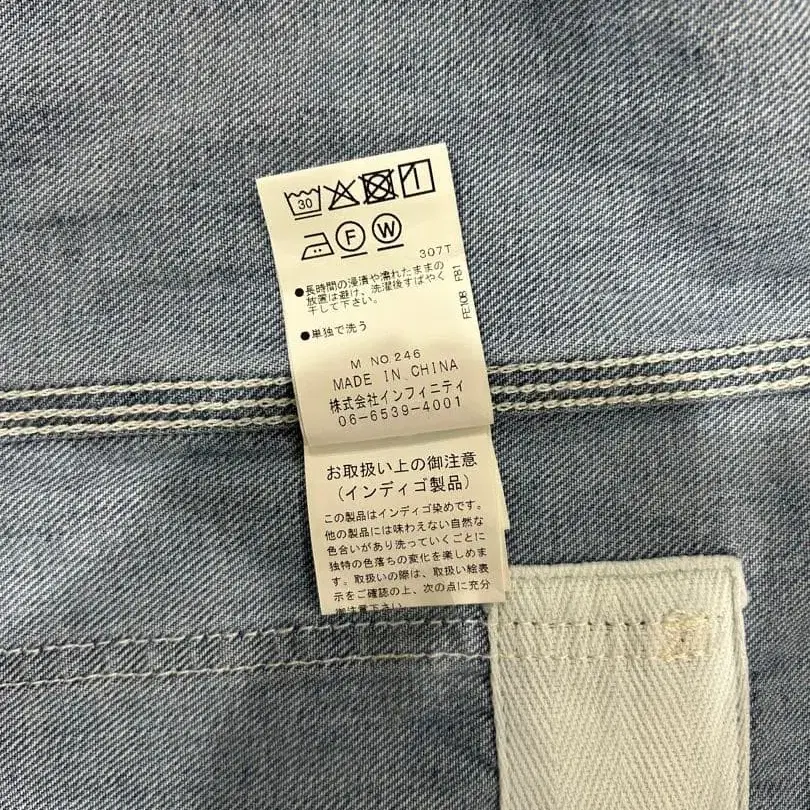 30
F W
307T
●長時間の浸漬や濡れたままの
放置は避け、洗濯後すばやく
干して下さい。
●単独で洗う
FE10B F81
M NO.246
MADE IN CHINA
株式会社インフィニティ
06-6539-4001
お取扱い上の御注意
(インディゴ製品)
この製品はインディゴ染めです。
他の製品には味わえない自然な
色合いがあり洗っていくごとに
独特の色落ちの変化を楽しめま
す。取扱いの際は、取扱い絵表
示をご確認の上、次の点に充分
御注意下さい